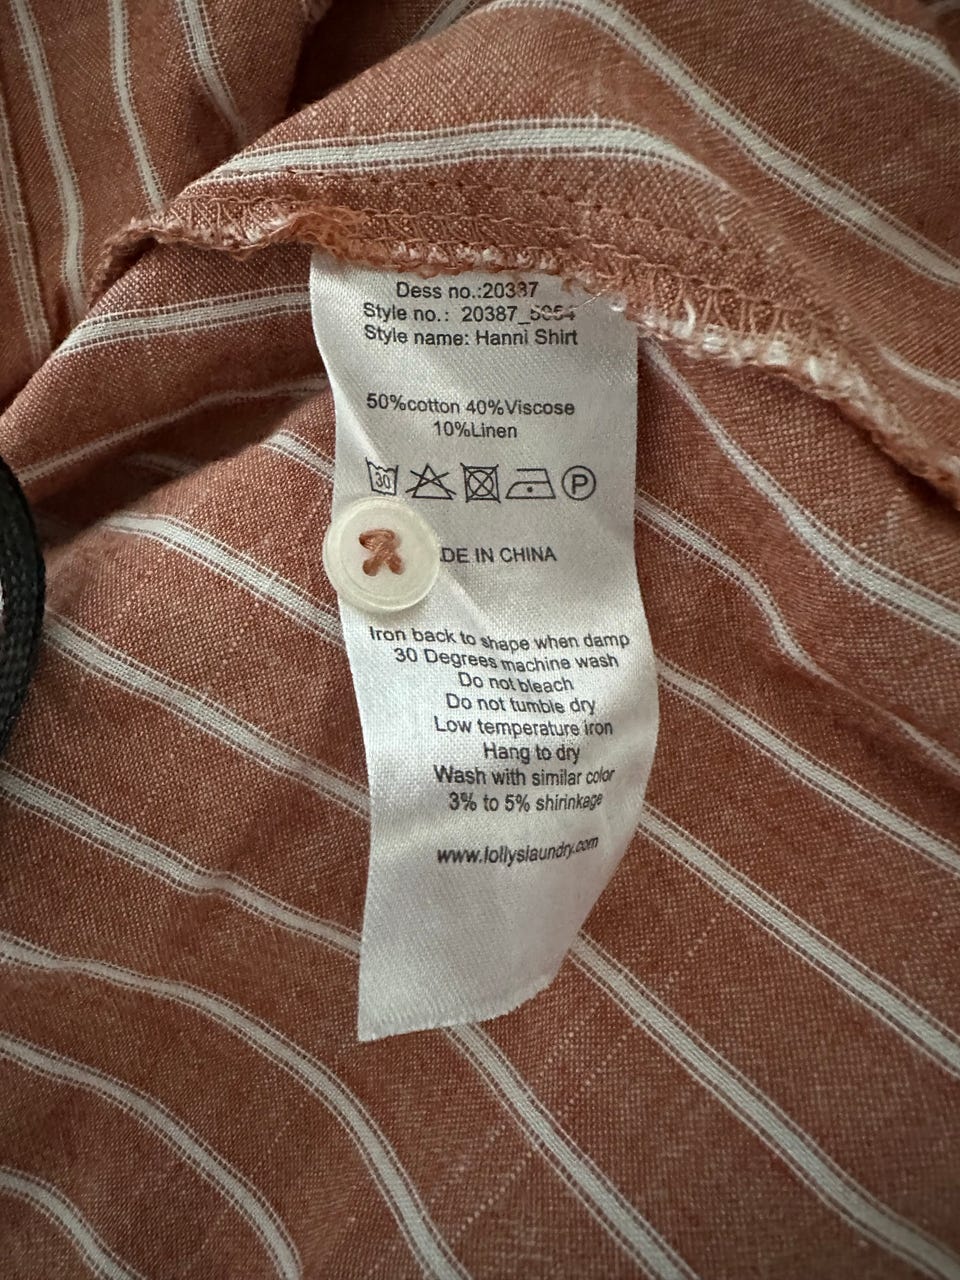 Dess no.:20387
Style no.: 20387_
Style name: Hanni Shirt
50%cotton 40%Viscose
10%Linen
30 P
DE IN CHINA
Iron back to shape when damp
30 Degrees machine wash
Do not bleach
Do not tumble dry
Low temperature iron
Hang to dry
Wash with similar color
3% to 5% shirinkage
www.lollyslaundry.com